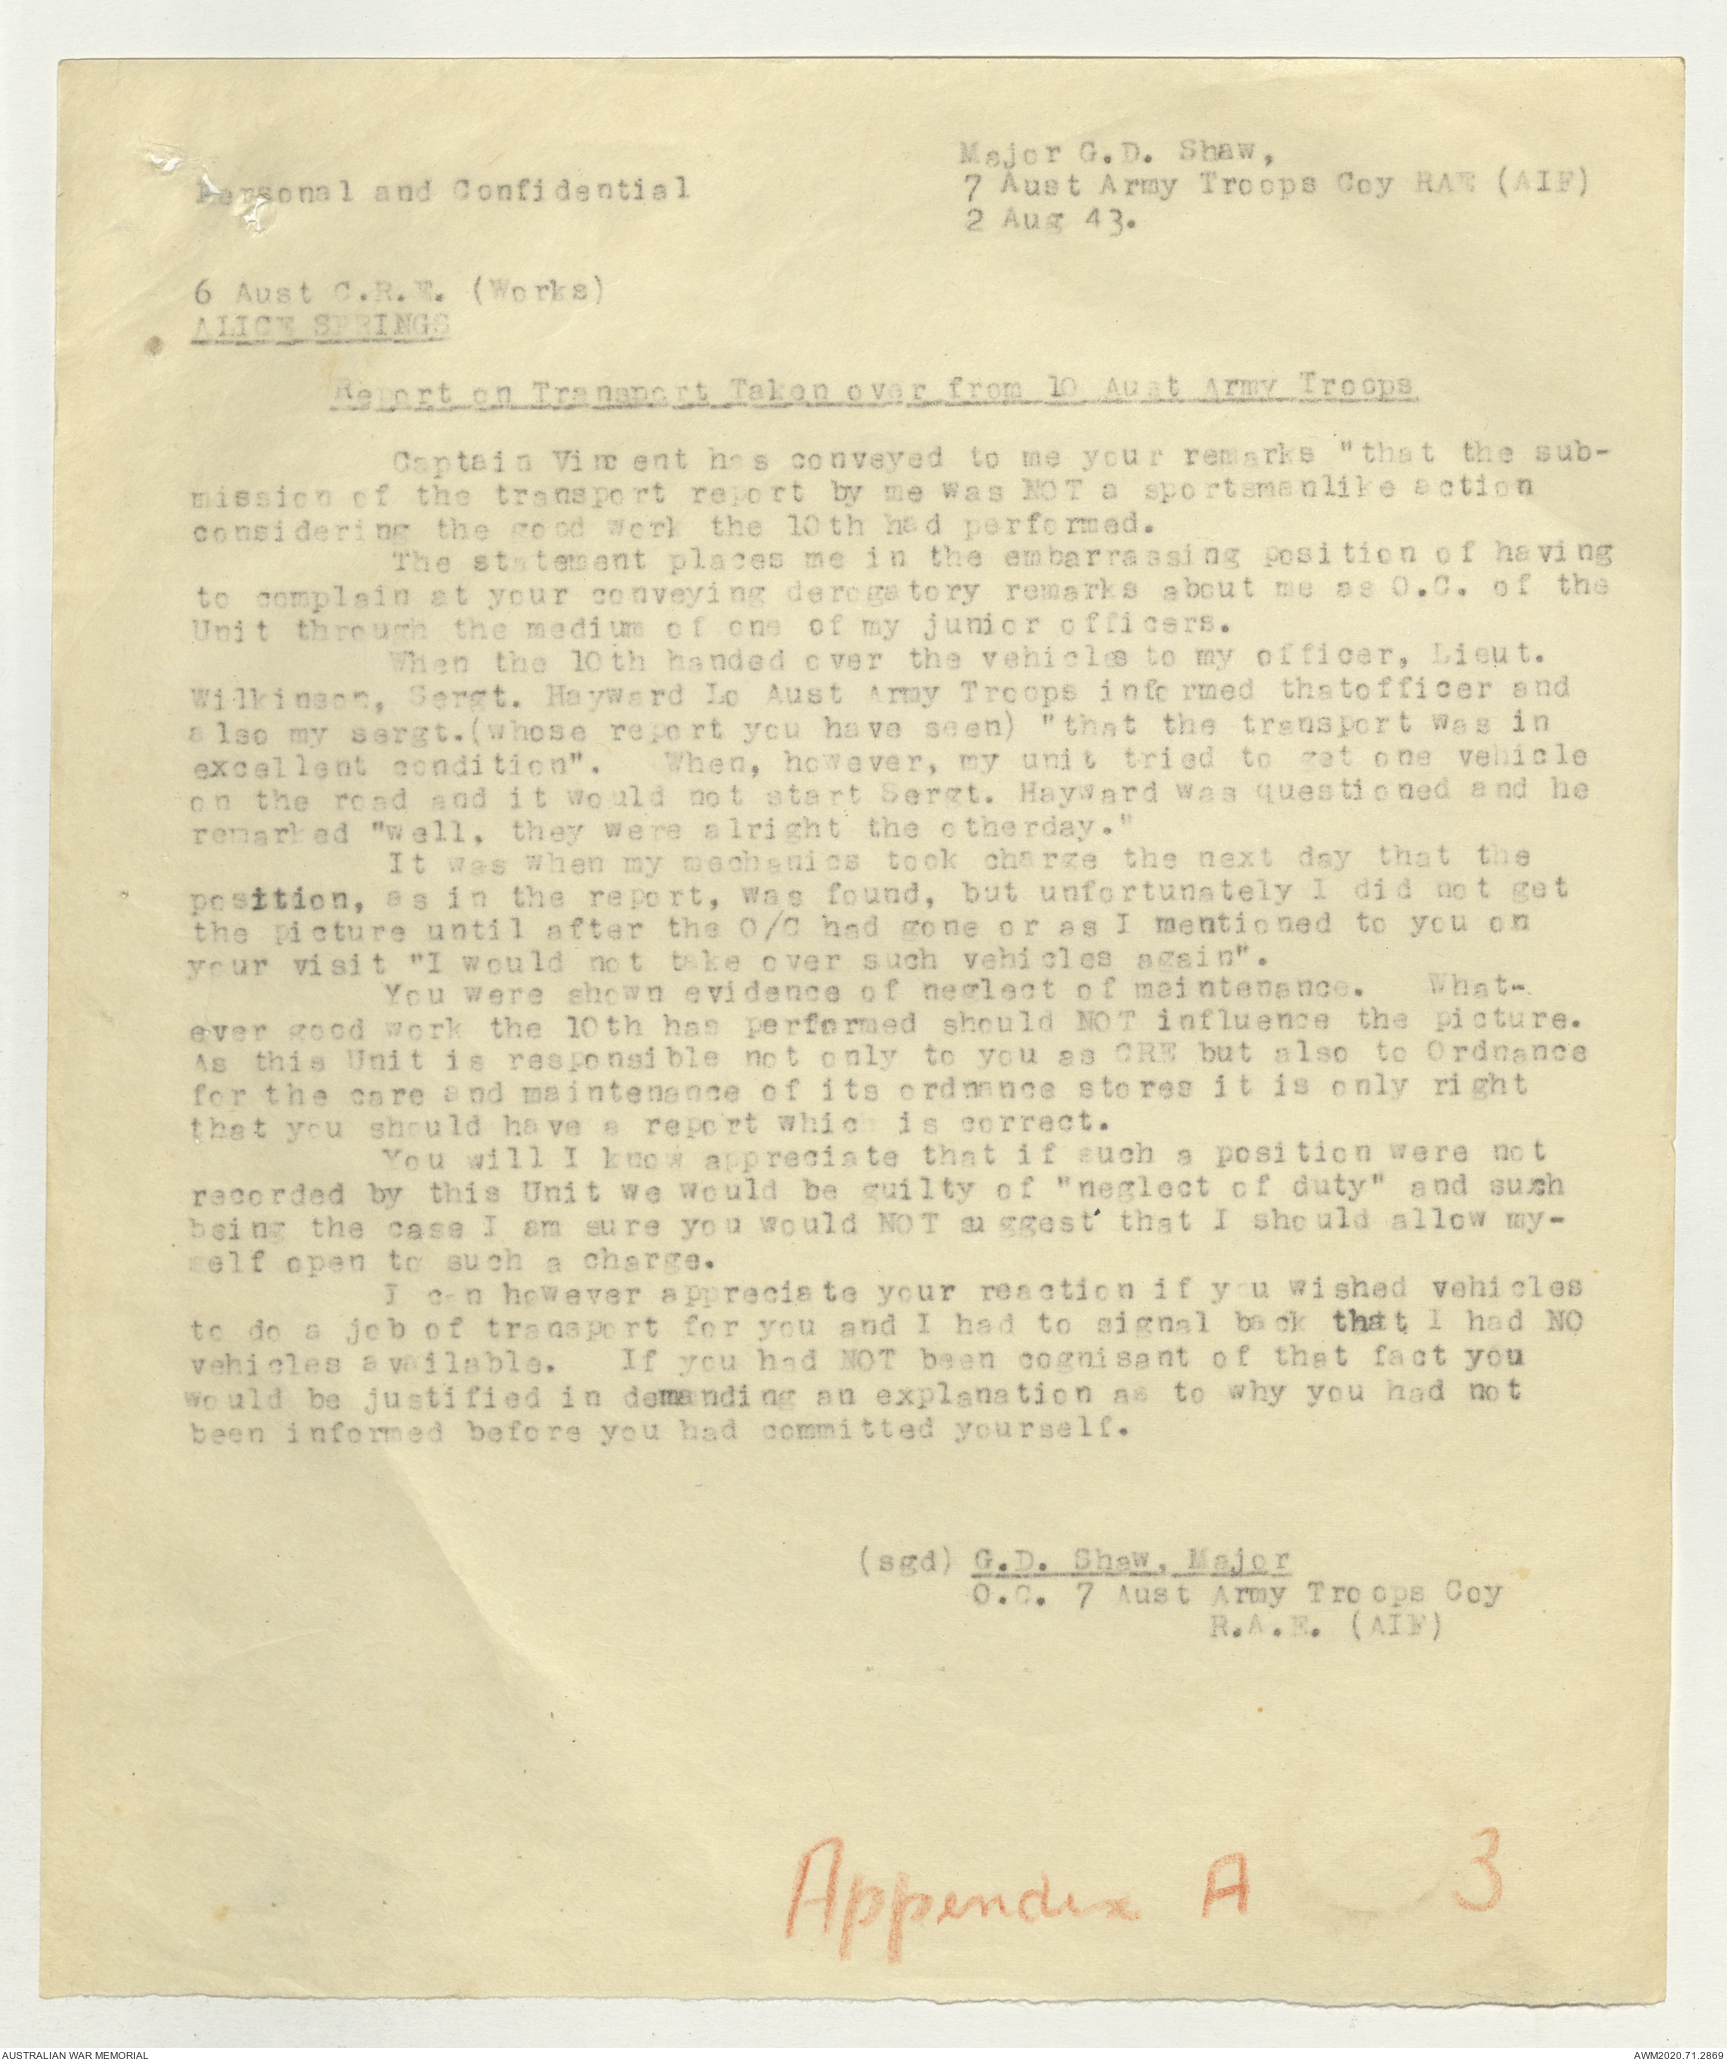 Major G.D. Shaw,
Personal and Confidential
7 Aust Army Troops Coy RAE (AIF)
2 Aug 43.
6 Aust C.R.E. (Works)
ALICE SPRINGS
Report on Transport Taken over from 10 Aust Army Troops
Captain Vincent has conveyed to me your remarks "that the sub-
mission of the transport report by me was NOT a sportsmanlike action
considering the good work the 10th had performed.
The statement places me in the embarrassing position of having
to complain at your conveying derogatory remarks about me as O.C. of the
Unit through the medium of one of my junior officers.
When the 10th handed over the vehicles to my officer, Lieut.
Wilkinson, Sergt. Hayward Lo Aust Army Troops informed thatofficer and
also my sergt.(whose report you have seen) "that the transport was in
excellent condition". When, however, my unit tried to get one vehicle
on the road and it would not start Sergt. Hayward was questioned and he
remarked "well, they were alright the otherday."
It was when my mechanics took charge the next day that the
position, as in the report, was found, but unfortunately I did not get
the picture until after the O/C had gone or as I mentioned to you on
your visit "I would not take over such vehicles again".
You were shown evidence of neglect of maintenance. What-
ever good work the 10th has performed should NOT influence the picture.
As this Unit is responsible not only to you as CRE but also to Ordnance
for the care and maintenance of its ordnance stores it is only right
that you should have a report which is correct.
You will I know appreciate that if such a position were not
recorded by this Unit we would be guilty of "neglect of duty" and such
being the case I am sure you would NOT suggest that I should allow my-
self open to such a charge.
I can however appreciate your reaction if you wished vehicles
to do a job of transport for you and I had to signal back that I had NO
vehicles available. If you had NOT been cognisant of that fact you
would be justified in demanding an explanation as to why you had not
been informed before you had committed yourself.
(sgd) G.D. Shaw, Major
O.C. 7 Aust Army Troops Coy
R.A.E. (AIF)
Appendix A 3
AUSTRALIAN WAR MEMORIAL
AWM2020.71.2869